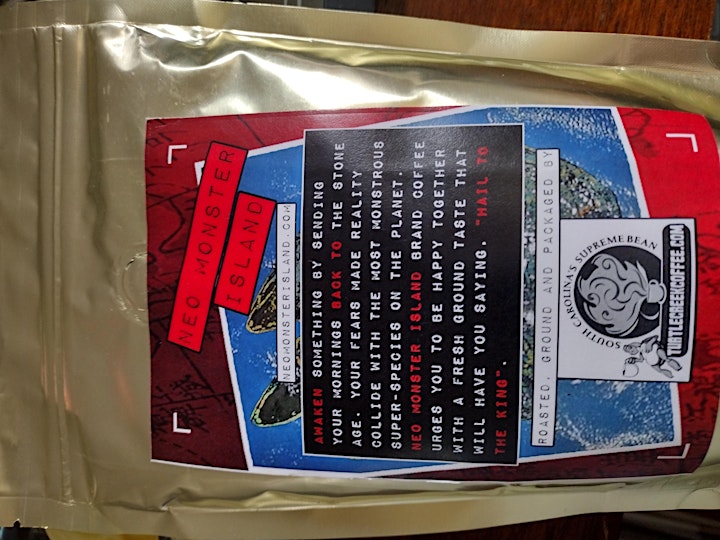 NEO MONSTER
ISLAND
NEOMONSTERISLAND.COM
AWAKEN SOMETHING BY SENDING
YOUR MORNINGS BACK TO THE STONE
AGE. YOUR FEARS MADE REALITY
COLLIDE WITH THE MOST MONSTROUS
SUPER-SPECIES ON THE PLANET.
NEO MONSTER ISLAND BRAND COFFEE
URGES YOU TO BE HAPPY TOGETHER
WITH A FRESH GROUND TASTE THAT
WILL HAVE YOU SAYING. "HAIL TO
THE KING".
ROASTED, GROUND AND PACKAGED BY
SOUTH CAROLINA'S SUPREME BEAN
TURTLECREEKCOFFEE.COM